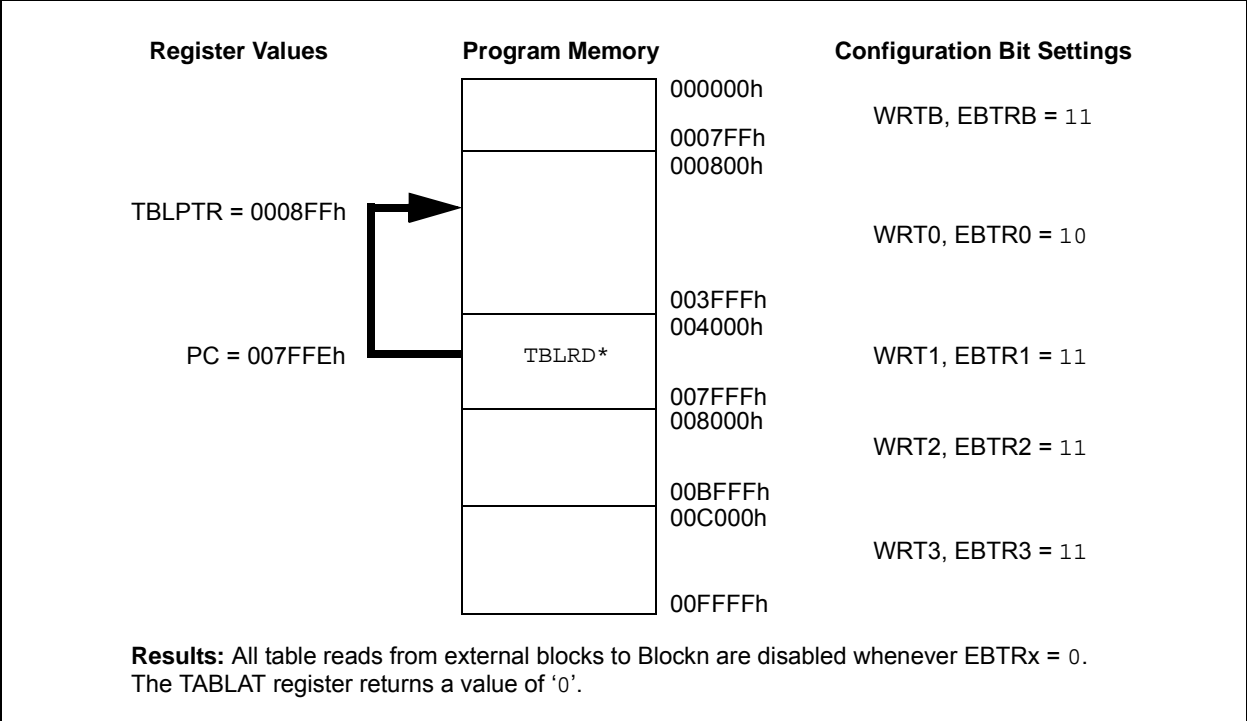 Register Values Program Memory Configuration Bit Settings
000000h
WRTB, EBTRB = 11
0007FFh
000800h
TBLPTR = 0008FFh
WRT0, EBTR0 = 10
003FFFh
004000h
PC = 007FFEh TBLRD* WRT1, EBTR1 = 11
007FFFh
008000h
WRT2, EBTR2 = 11
00BFFFh
00C000h
WRT3, EBTR3 = 11
00FFFFh
Results: All table reads from external blocks to Blockn are disabled whenever EBTRx = 0.
The TABLAT register returns a value of ‘0’.